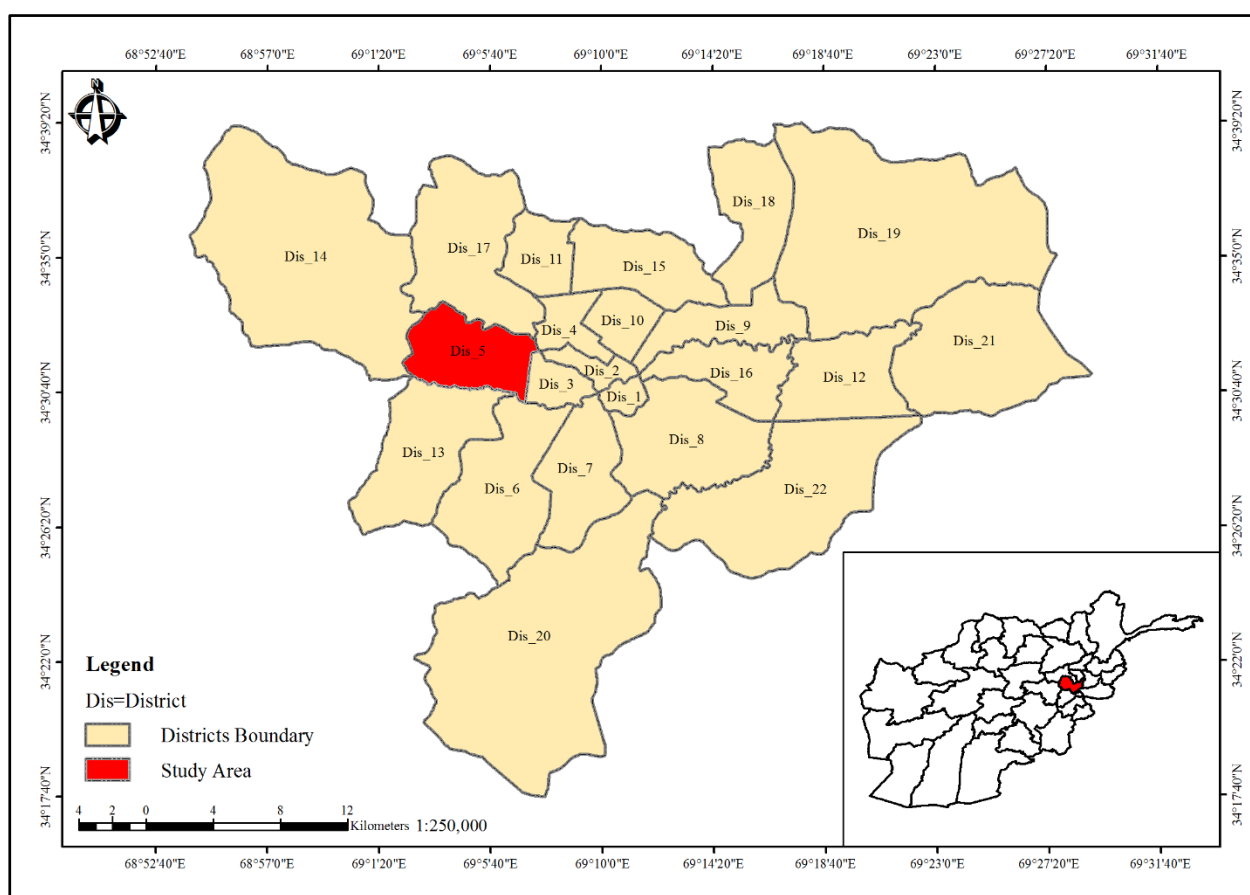 68°52'40"E 68°57'0"E 69°1'20"E 69°5'40"E 69°10'0"E 69°14'20"E 69°18'40"E 69°23'0"E 69°27'20"E 69°31'40"E
N
34°39'20"N 34°39'20"N
Dis_18
Dis_19
Dis_17
Dis_14
Dis_11
Dis_15
34°35'0"N 34°35'0"N
Dis_10
Dis_4
Dis_9
Dis_21
Dis_5
Dis_2
Dis_16
Dis_12
Dis_3
34°30'40"N 34°30'40"N
Dis_1
Dis_8
Dis_13
Dis_7
Dis_6
Dis_22
34°26'20"N 34°26'20"N
Dis_20
34°22'0"N 34°22'0"N
Legend
Dis=District
Districts Boundary
Study Area
34°17'40"N 34°17'40"N
4 2 0 4 8 12
Kilometers 1:250,000
68°52'40"E 68°57'0"E 69°1'20"E 69°5'40"E 69°10'0"E 69°14'20"E 69°18'40"E 69°23'0"E 69°27'20"E 69°31'40"E